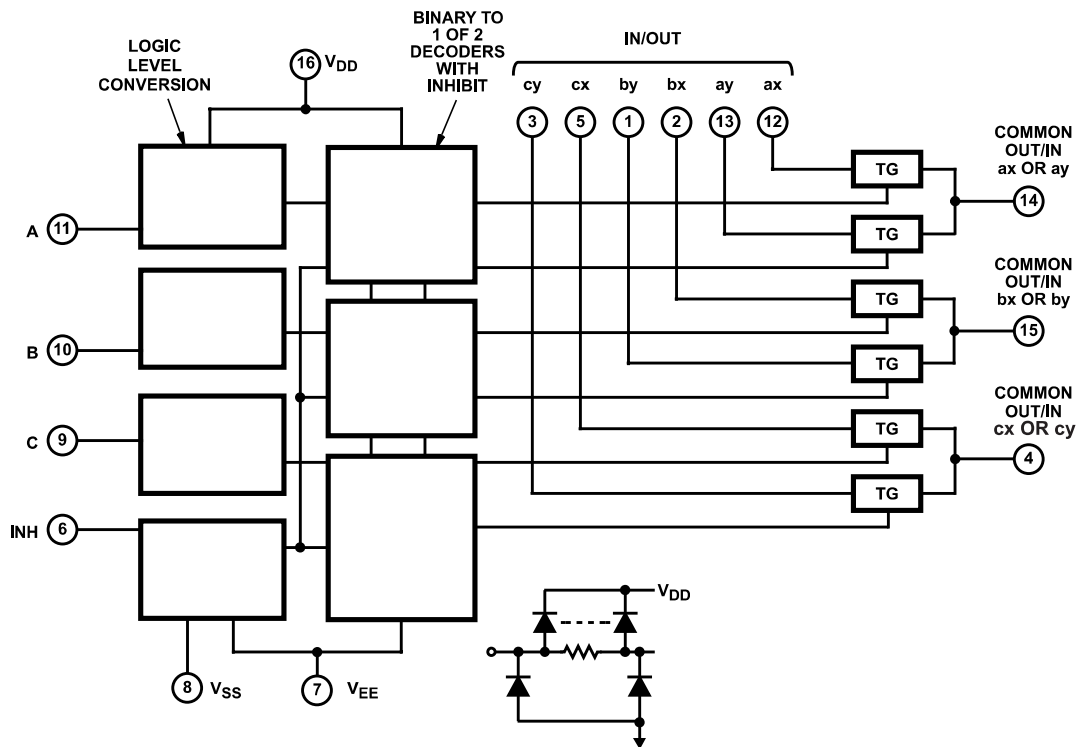 LOGIC
LEVEL
CONVERSION
16 VDD
BINARY TO
1 OF 2
DECODERS
WITH
INHIBIT
IN/OUT
cy cx by bx ay ax
3 5 1 2 13 12
COMMON
OUT/IN
ax OR ay
14
TG
TG
A 11
COMMON
OUT/IN
bx OR by
15
TG
TG
B 10
COMMON
OUT/IN
cx OR cy
4
TG
TG
C 9
INH 6
8 VSS
7 VEE
VDD